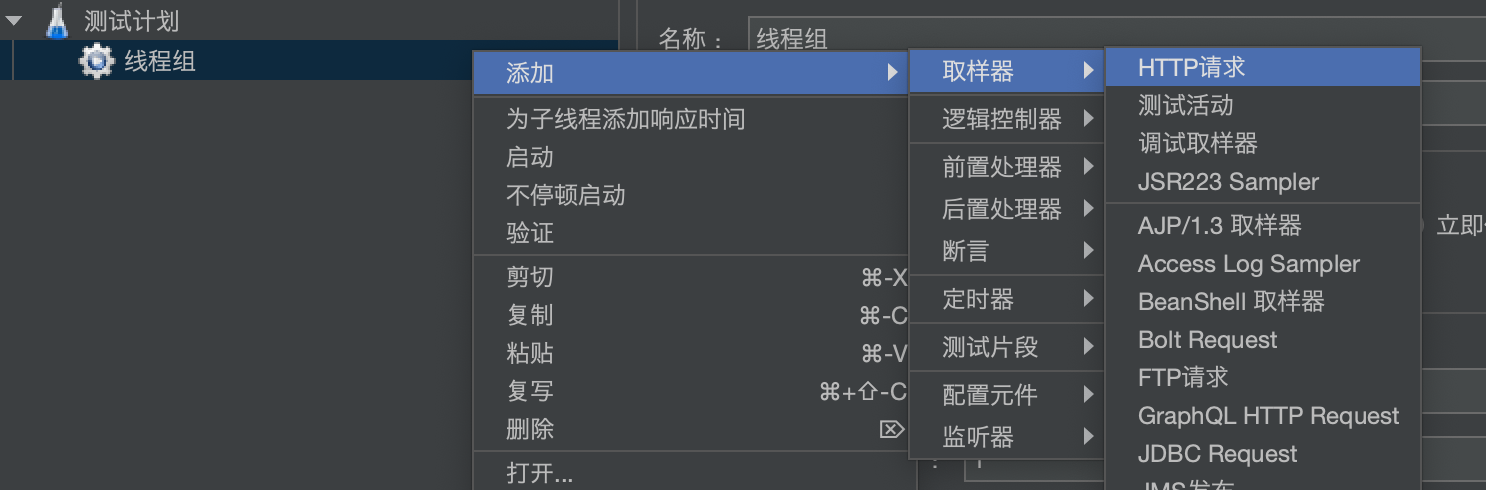 测试计划
线程组
名称：
线程组
添加
为子线程添加响应时间
启动
不停顿启动
验证
剪切 ⌘-X
复制 ⌘-C
粘贴 ⌘-V
复写 ⌘+⇧-C
删除 ⌦
打开...
取样器
逻辑控制器
前置处理器
后置处理器
断言
定时器
测试片段
配置元件
监听器
HTTP请求
测试活动
调试取样器
JSR223 Sampler
AJP/1.3 取样器
Access Log Sampler
BeanShell 取样器
Bolt Request
FTP请求
GraphQL HTTP Request
JDBC Request
JMS发布
立即